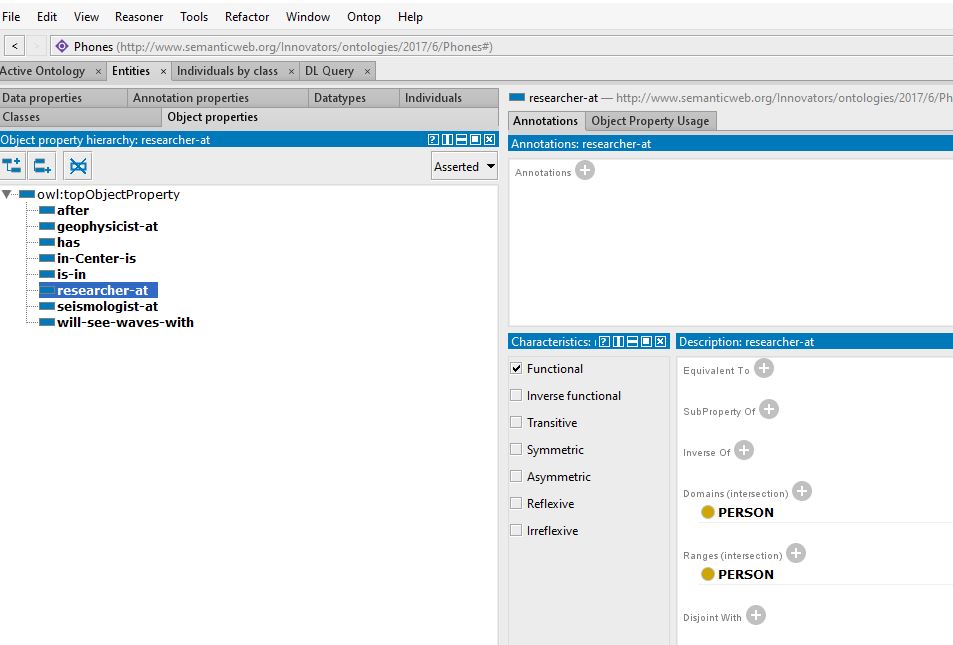 File Edit View Reasoner Tools Refactor Window Ontop Help
< > Phones (http://www.semanticweb.org/Innovators/ontologies/2017/6/Phones#)
Active Ontology × Entities × Individuals by class × DL Query ×
Data properties Annotation properties Datatypes Individuals
Classes Object properties
Object property hierarchy: researcher-at
Asserted
owl:topObjectProperty
after
geophysicist-at
has
in-Center-is
is-in
researcher-at
seismologist-at
will-see-waves-with
researcher-at — http://www.semanticweb.org/Innovators/ontologies/2017/6/Ph
Annotations Object Property Usage
Annotations: researcher-at
Annotations
Characteristics: Description: researcher-at
Functional
Inverse functional
Transitive
Symmetric
Asymmetric
Reflexive
Irreflexive
Equivalent To
SubProperty Of
Inverse Of
Domains (intersection)
PERSON
Ranges (intersection)
PERSON
Disjoint With